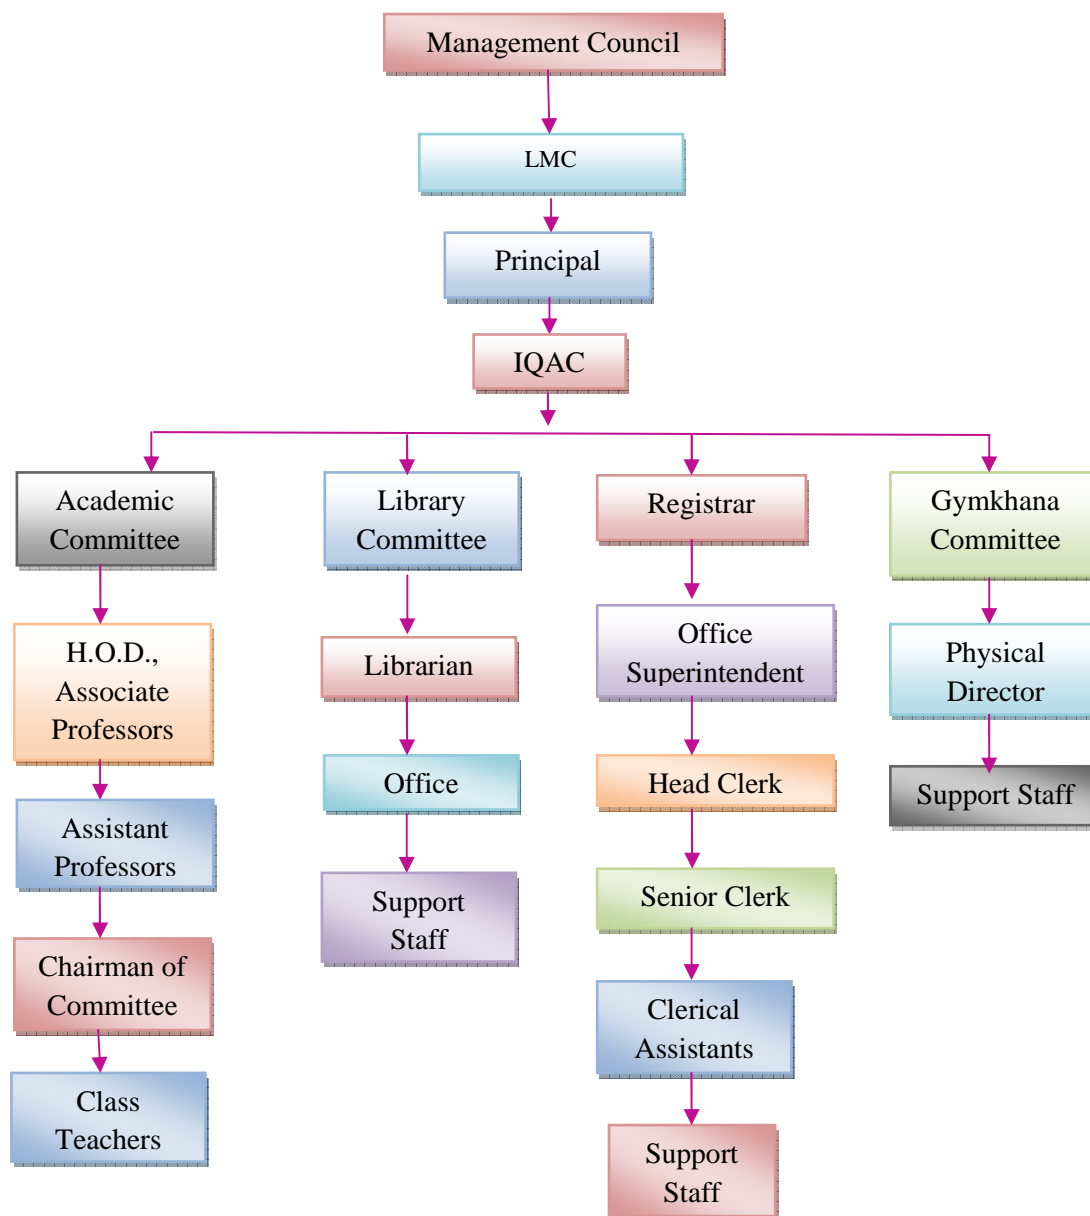 Management Council
LMC
Principal
IQAC
Academic
Committee
Library
Committee
Registrar
Gymkhana
Committee
H.O.D.,
Associate
Professors
Librarian
Office
Superintendent
Physical
Director
Office
Head Clerk
Support Staff
Assistant
Professors
Support
Staff
Senior Clerk
Chairman of
Committee
Clerical
Assistants
Class
Teachers
Support
Staff